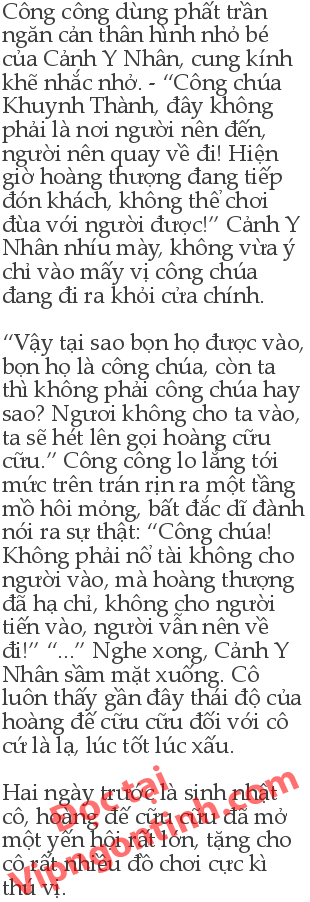 Công công dùng phất trần
ngăn cản thân hình nhỏ bé
của Cảnh Y Nhân, cung kính
khẽ nhắc nhở. - “Công chúa
Khuynh Thành, đây không
phải là nơi người nên đến,
người nên quay về đi! Hiện
giờ hoàng thượng đang tiếp
đón khách, không thể chơi
đùa với người được!” Cảnh Y
Nhân nhíu mày, không vừa ý
chỉ vào mấy vị công chúa
đang đi ra khỏi cửa chính.
“Vậy tại sao bọn họ được vào,
bọn họ là công chúa, còn ta
thì không phải công chúa hay
sao? Ngươi không cho ta vào,
ta sẽ hét lên gọi hoàng cữu
cữu.” Công công lo lắng tới
mức trên trán rịn ra một tầng
mồ hôi mỏng, bất đắc dĩ đành
nói ra sự thật: “Công chúa!
Không phải nổ tài không cho
người vào, mà hoàng thượng
đã hạ chỉ, không cho người
tiến vào, người vẫn nên về
đi!” “...” Nghe xong, Cảnh Y
Nhân sầm mặt xuống. Cô
luôn thấy gần đây thái độ của
hoàng đế cữu cữu đối với cô
cứ là lạ, lúc tốt lúc xấu.
Hai ngày trước là sinh nhật
cô, hoàng đế cữu cữu đã mở
một yến hội rất lớn, tặng cho
cô rất nhiều đồ chơi cực kì
thú vị.
Doc tai
Vipngontinh.com